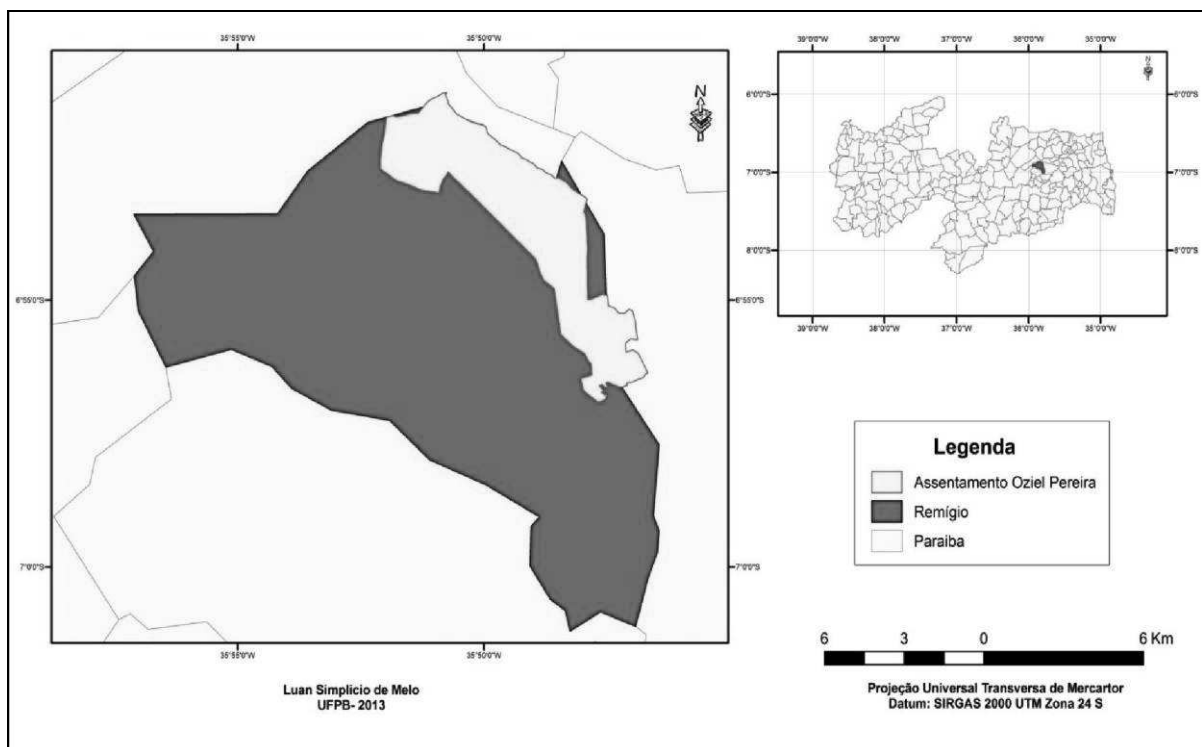 35°55'0"W 35°50'0"W
N
6°55'0"S 6°55'0"S
7°0'0"S 7°0'0"S
35°55'0"W 35°50'0"W
Luan Simplicio de Melo
UFPB- 2013
39°0'0"W 38°0'0"W 37°0'0"W 36°0'0"W 35°0'0"W
N
6°0'0"S 6°0'0"S
7°0'0"S 7°0'0"S
8°0'0"S 8°0'0"S
39°0'0"W 38°0'0"W 37°0'0"W 36°0'0"W 35°0'0"W
Legenda
Assentamento Oziel Pereira
Remígio
Paraiba
6 3 0 6 Km
Projeção Universal Transversa de Mercartor
Datum: SIRGAS 2000 UTM Zona 24 S